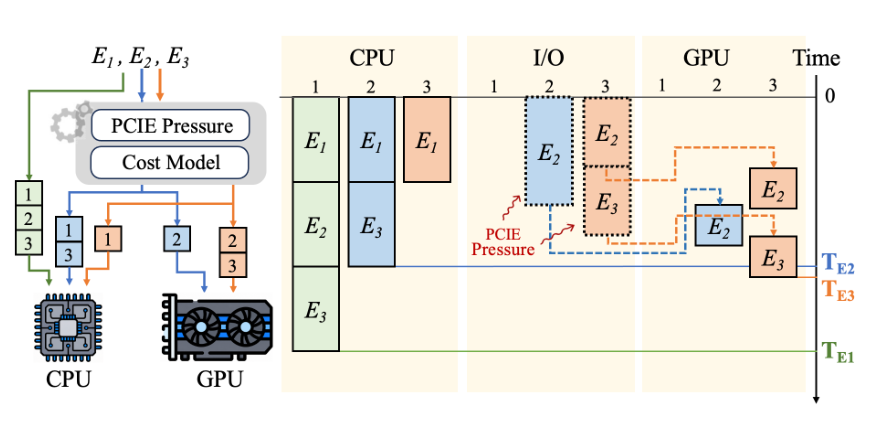 E1, E2, E3
PCIE Pressure
Cost Model
1
2
3
1
3
1
2
2
3
CPU
GPU
CPU I/O GPU Time
1 2 3 1 2 3 1 2 3
0
E1 E1 E1 E2 E2
E2 E3 E3 E2 E2
E3 E3
PCIE
Pressure
TE2
TE3
TE1